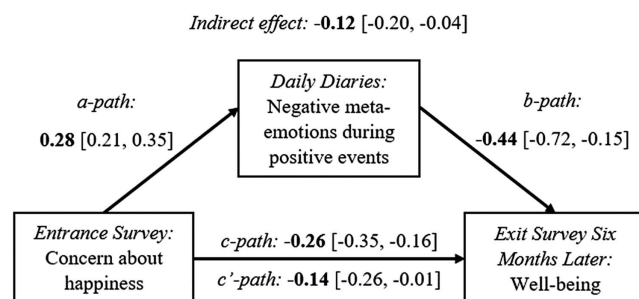 Indirect effect: -0.12 [-0.20, -0.04]
Daily Diaries:
Negative meta-
emotions during
positive events
a-path:
0.28 [0.21, 0.35]
b-path:
-0.44 [-0.72, -0.15]
Entrance Survey:
Concern about
happiness
c-path: -0.26 [-0.35, -0.16]
c’-path: -0.14 [-0.26, -0.01]
Exit Survey Six
Months Later:
Well-being